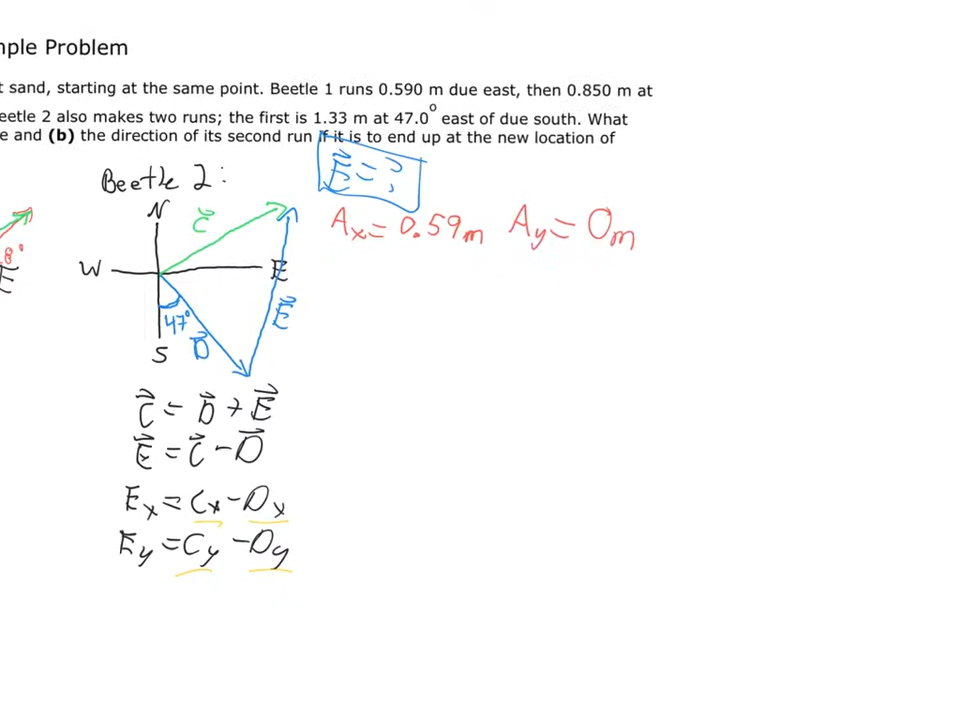 mple Problem
t sand, starting at the same point. Beetle 1 runs 0.590 m due east, then 0.850 m at
eetle 2 also makes two runs; the first is 1.33 m at 47.0° east of due south. What
e and (b) the direction of its second run if it is to end up at the new location of
Beetle 2:
E⃗ = ?
N
C⃗
Ax = 0.59m Ay = 0m
8°
E
W
E
47°
D⃗
E⃗
S
C⃗ = D⃗ + E⃗
E⃗ = C⃗ - D⃗
Ex = Cx - Dx
Ey = Cy - Dy